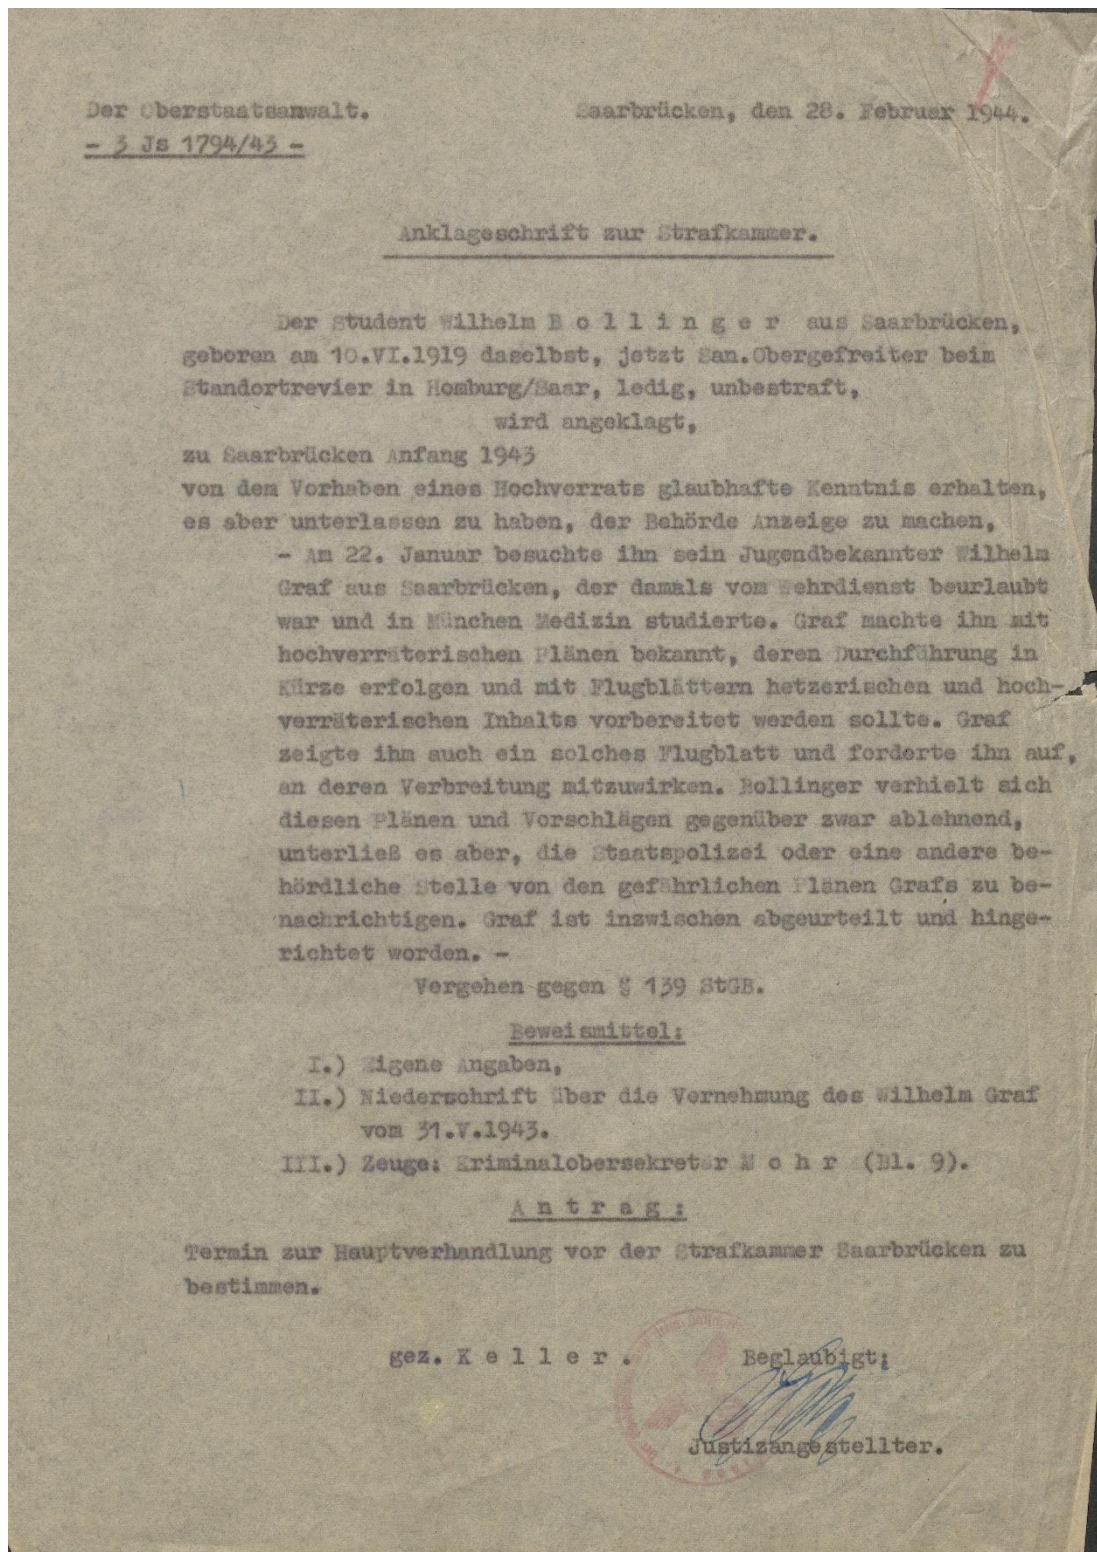 Der Oberstaatsanwalt. Saarbrücken, den 28. Februar 1944.
- 3 Js 1794/43 -
Anklageschrift zur Strafkammer.
Der Student Wilhelm B o l l i n g e r aus Saarbrücken,
geboren am 10.VI.1919 daselbst, jetzt San.Obergefreiter beim
Standortrevier in Homburg/Saar, ledig, unbestraft,
wird angeklagt,
zu Saarbrücken Anfang 1943
von dem Vorhaben eines Hochverrats glaubhafte Kenntnis erhalten,
es aber unterlassen zu haben, der Behörde Anzeige zu machen,
- Am 22. Januar besuchte ihn sein Jugendbekannter Wilhelm
Graf aus Saarbrücken, der damals vom Wehrdienst beurlaubt
war und in München Medizin studierte. Graf machte ihn mit
hochverräterischen Plänen bekannt, deren Durchführung in
Kürze erfolgen und mit Flugblättern hetzerischen und hoch-
verräterischen Inhalts vorbereitet werden sollte. Graf
zeigte ihm auch ein solches Flugblatt und forderte ihn auf,
an deren Verbreitung mitzuwirken. Bollinger verhielt sich
diesen Plänen und Vorschlägen gegenüber zwar ablehnend,
unterließ es aber, die Staatspolizei oder eine andere be-
hördliche Stelle von den gefährlichen Plänen Grafs zu be-
nachrichtigen. Graf ist inzwischen abgeurteilt und hinge-
richtet worden. -
Vergehen gegen § 139 StGB.
Beweismittel:
I.) Eigene Angaben,
II.) Niederschrift über die Vernehmung des Wilhelm Graf
vom 31.V.1943.
III.) Zeuge: Kriminalobersekretär M o h r (Bl. 9).
A n t r a g :
Termin zur Hauptverhandlung vor der Strafkammer Saarbrücken zu
bestimmen.
gez. K e l l e r . Beglaubigt:
Justizangestellter.